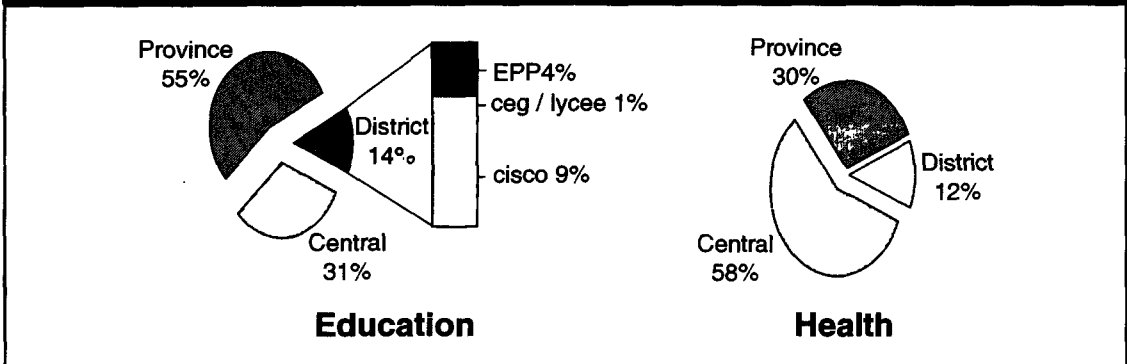 Province
55%
EPP4%
ceg / lycee 1%
District
14%
cisco 9%
Central
31%
Education
Province
30%
District
12%
Central
58%
Health